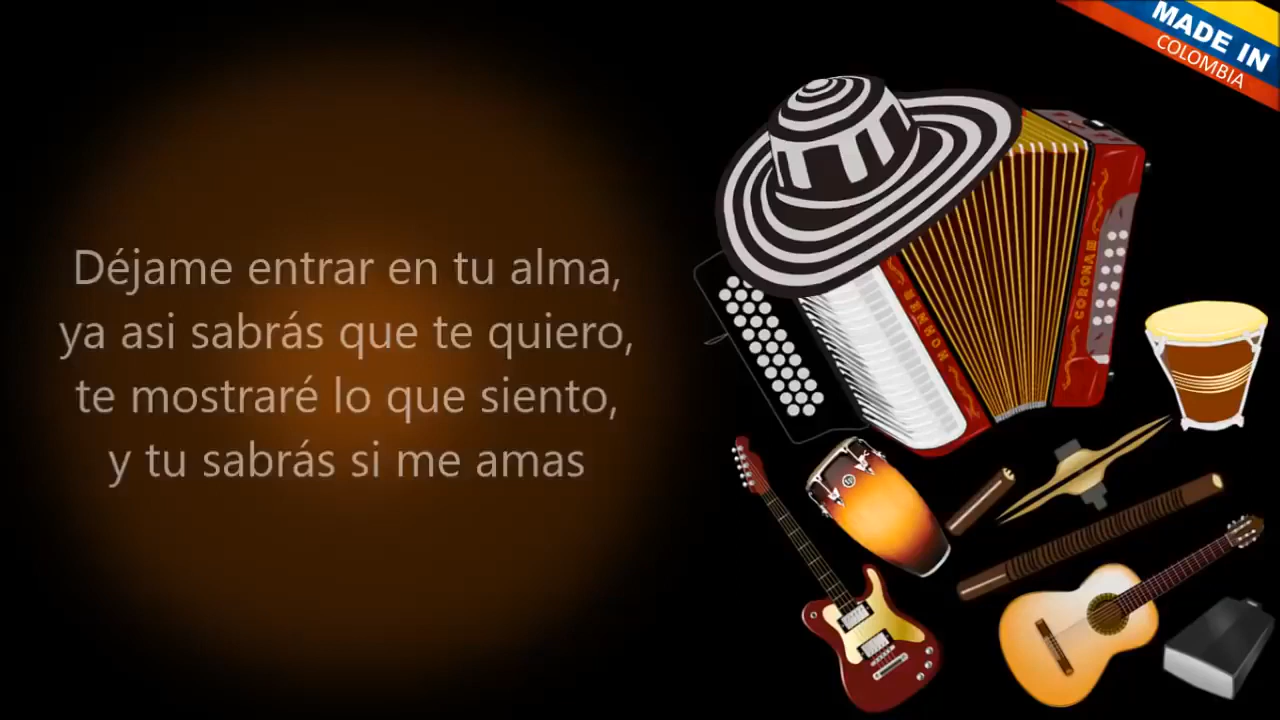 MADE IN
COLOMBIA
Déjame entrar en tu alma,
ya asi sabrás que te quiero,
te mostraré lo que siento,
y tu sabrás si me amas
CORONA III